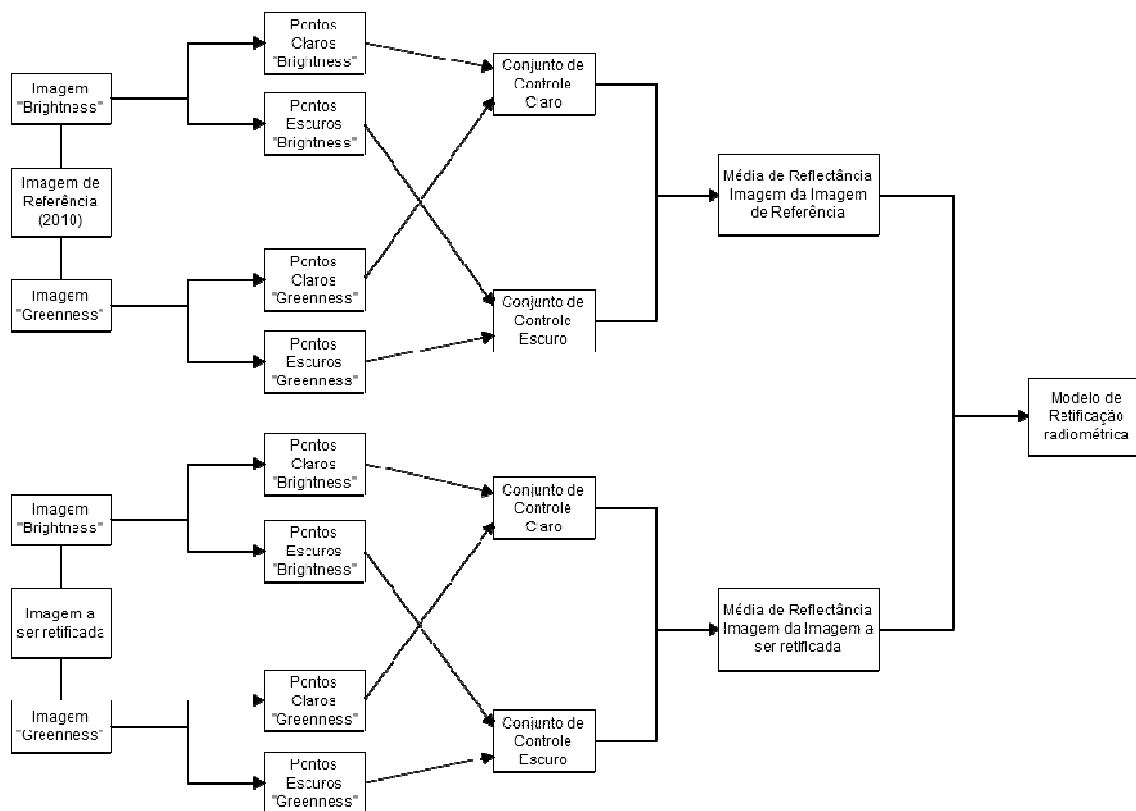 Pontos
Claros
"Brightness"
Conjunto de
Controle
Claro
Imagem
"Brightness"
Pontos
Escuros
"Brightness"
Imagem de
Referência
(2010)
Média de Reflectância
Imagem da Imagem
de Referência
Pontos
Claros
"Greenness"
Imagem
"Greenness"
Conjunto de
Controle
Escuro
Pontos
Escuros
"Greenness"
Modelo de
Retificação
radiométrica
Pontos
Claros
"Brightness"
Conjunto de
Controle
Claro
Imagem
"Brightness"
Pontos
Escuros
"Brightness"
Imagem a
ser retificada
Média de Reflectância
Imagem da Imagem a
ser retificada
Pontos
Claros
"Greenness"
Imagem
"Greenness"
Conjunto de
Controle
Escuro
Pontos
Escuros
"Greenness"